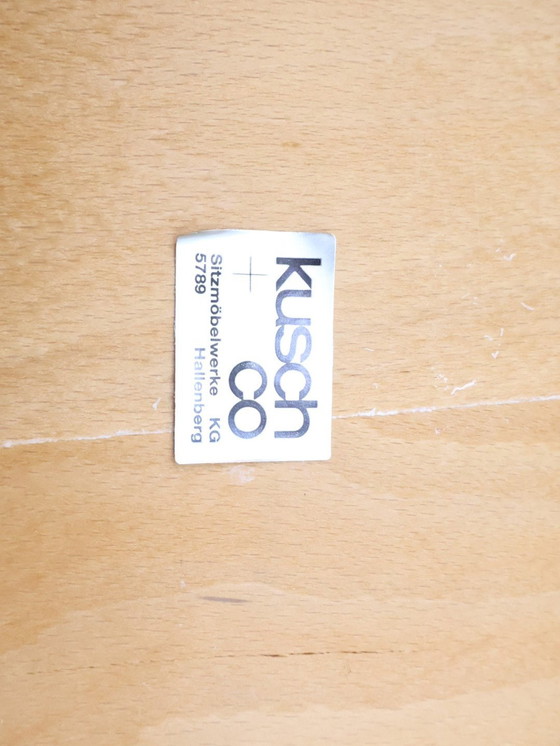 kusch
+ co
Sitzmöbelwerke KG
5789 Hallenberg